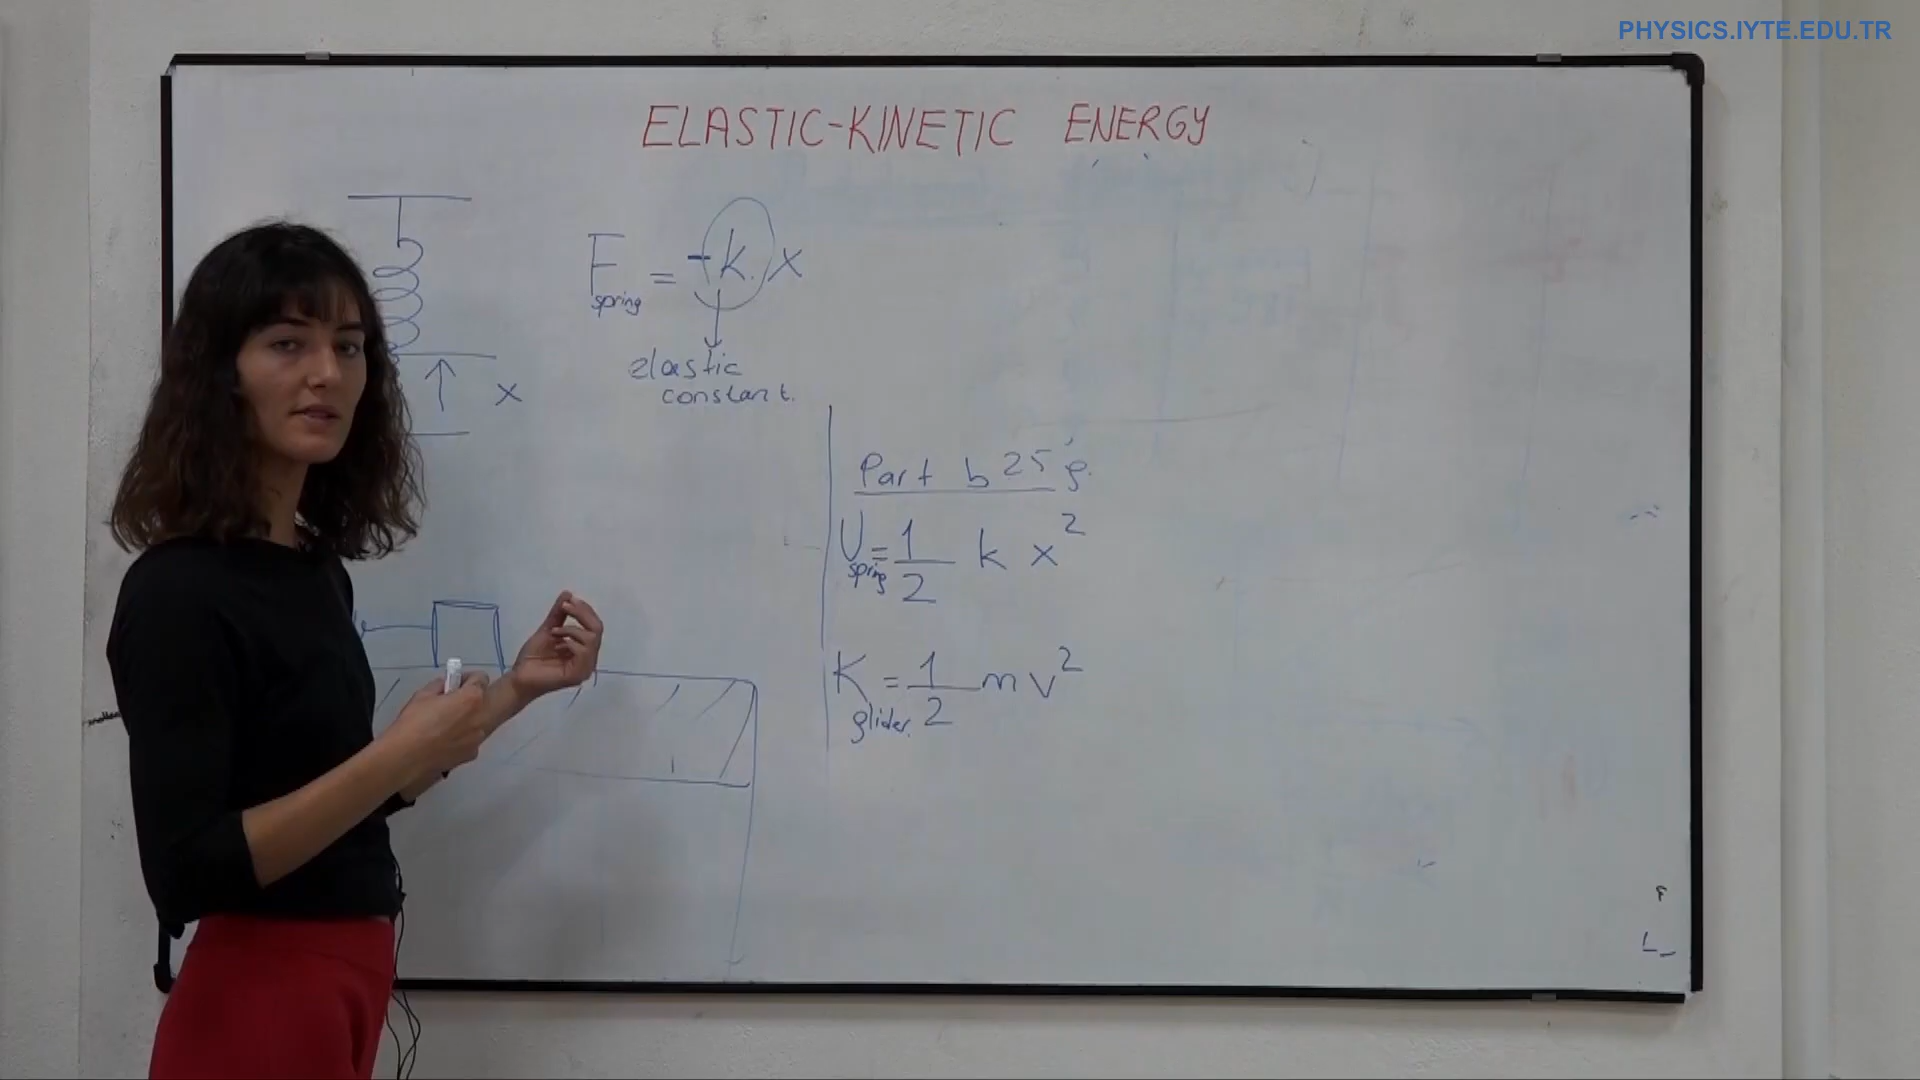 PHYSICS.IYTE.EDU.TR
ELASTIC-KINETIC ENERGY
F spring = -k. x
elastic
constant.
x
Part b 25 g.
U spring = 1/2 k x²
K glider. = 1/2 m v²